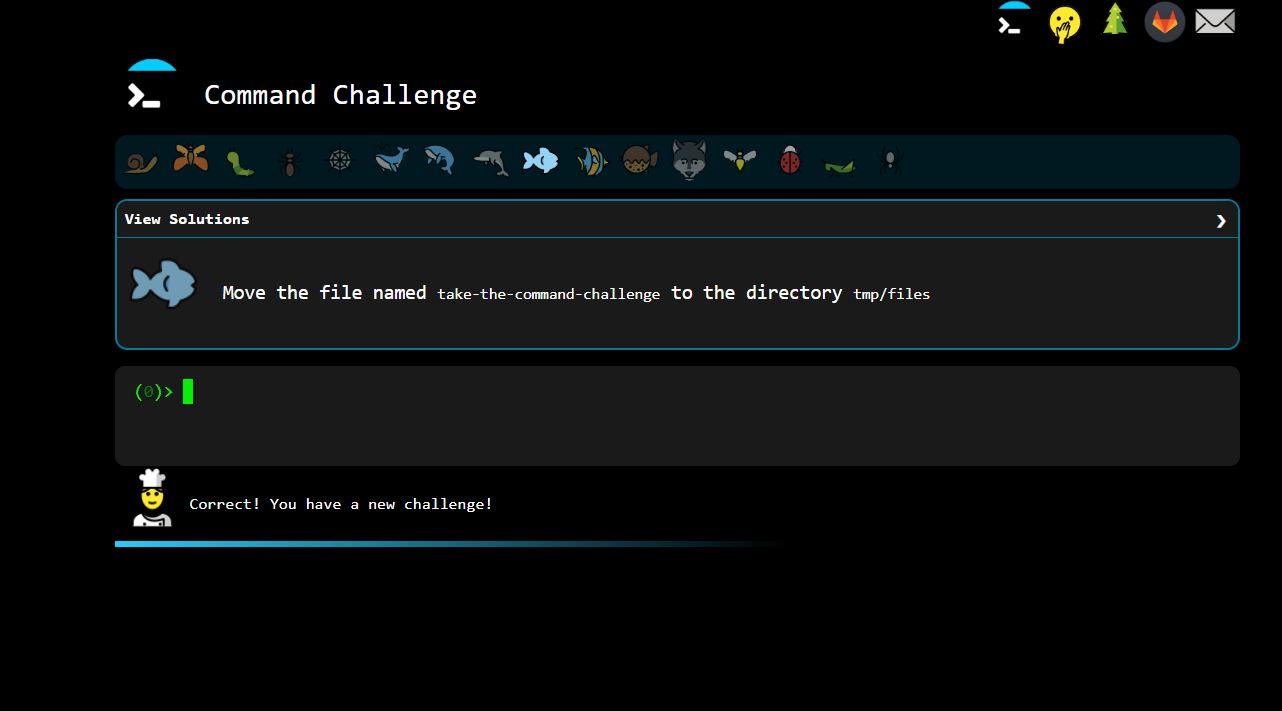 Command Challenge
View Solutions
Move the file named take-the-command-challenge to the directory tmp/files
(0)>
Correct! You have a new challenge!